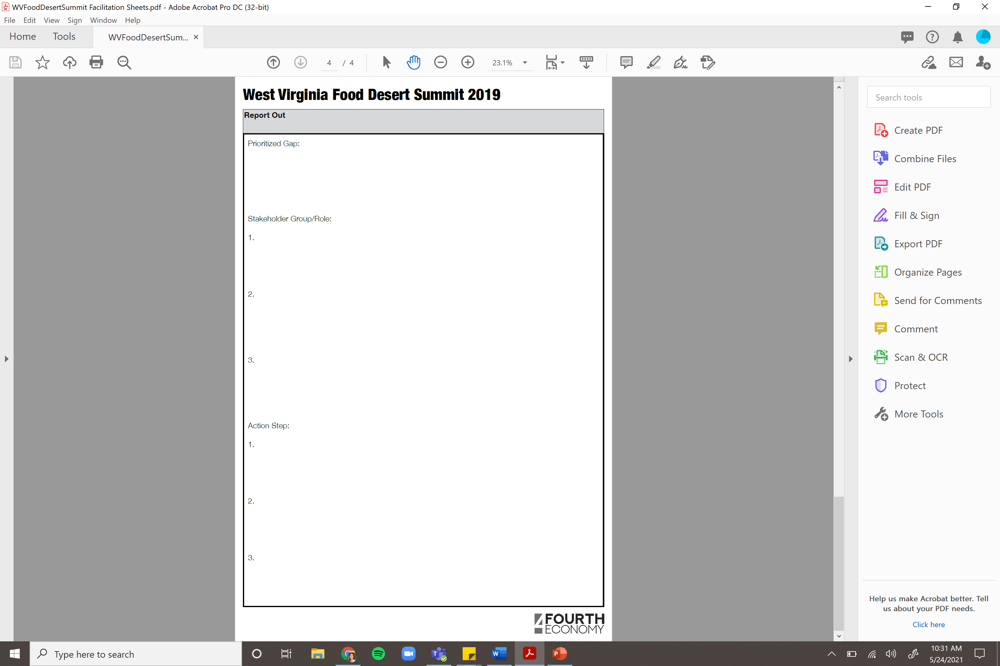 WVFoodDesertSummit Facilitation Sheets.pdf - Adobe Acrobat Pro DC (32-bit)
File Edit View Sign Window Help
Home Tools WVFoodDesertSum... ×
4 / 4 23.1%
West Virginia Food Desert Summit 2019
Report Out
Prioritized Gap:
Stakeholder Group/Role:
1.
2.
3.
Action Step:
1.
2.
3.
FOURTH
ECONOMY
Search tools
Create PDF
Combine Files
Edit PDF
Fill & Sign
Export PDF
Organize Pages
Send for Comments
Comment
Scan & OCR
Protect
More Tools
Help us make Acrobat better. Tell
us about your PDF needs.
Click here
Type here to search
10:31 AM
5/24/2021